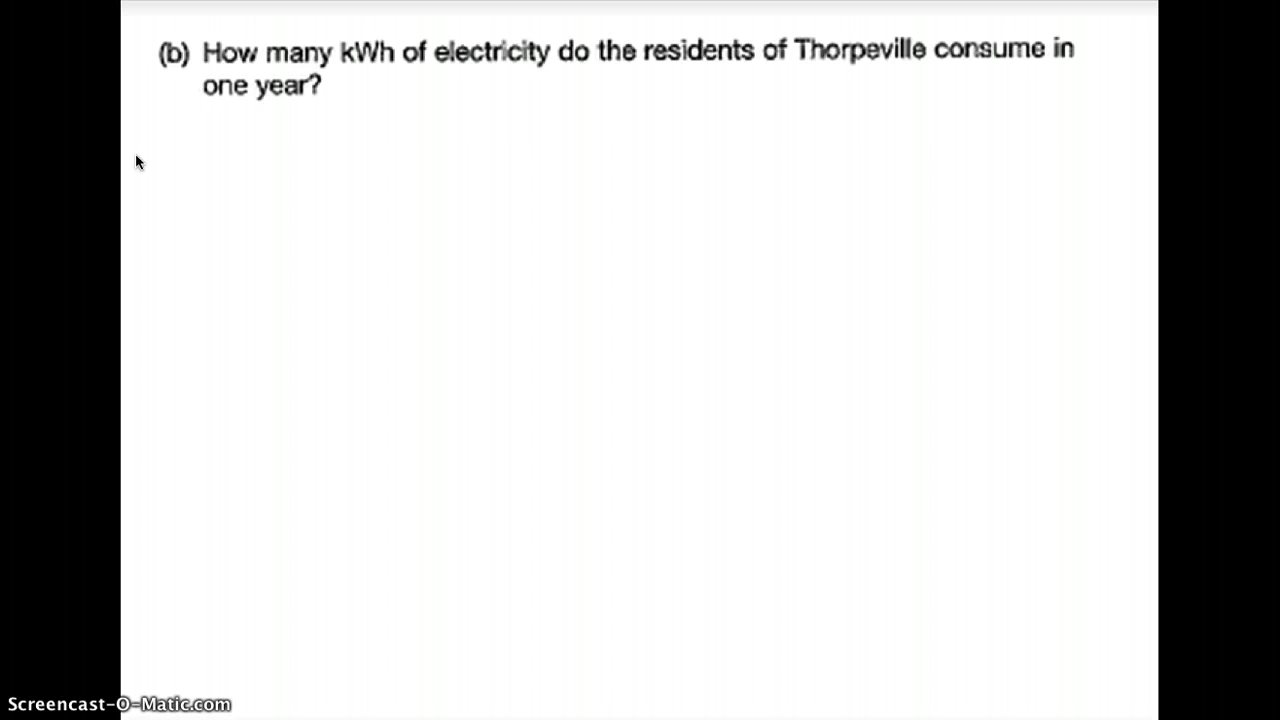 (b) How many kWh of electricity do the residents of Thorpeville consume in
one year?
Screencast-O-Matic.com